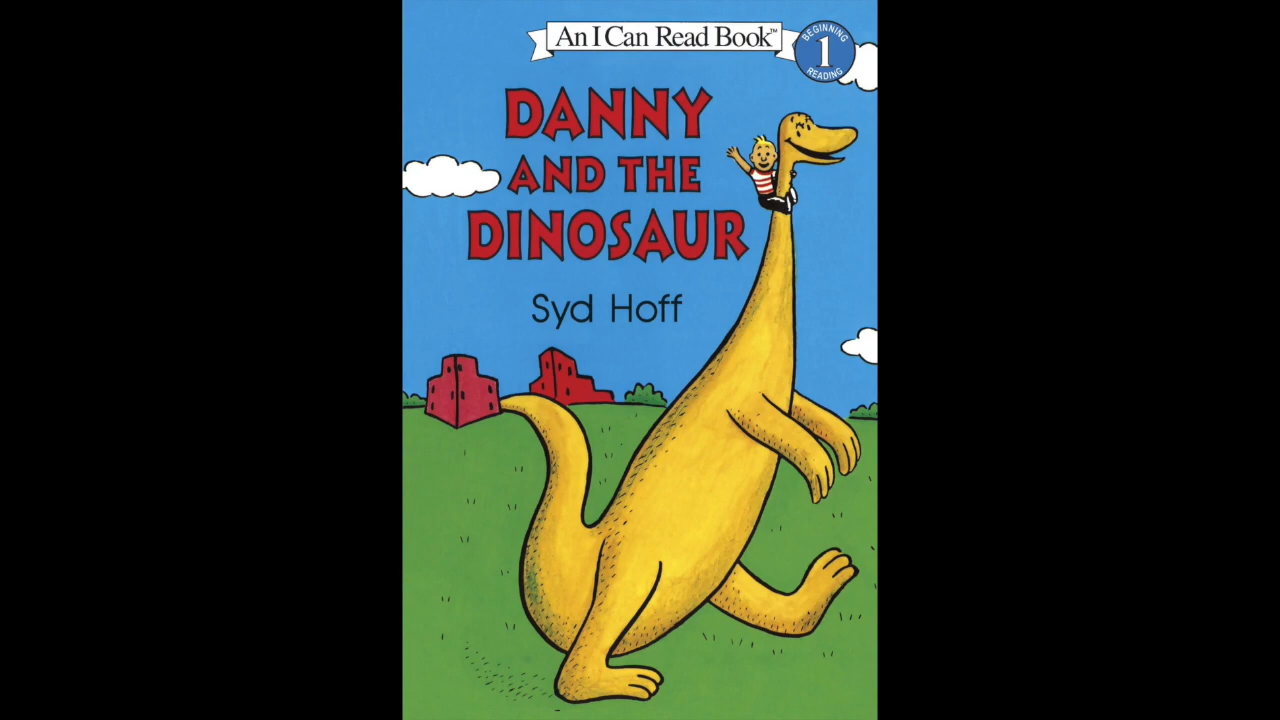 An I Can Read Book™
BEGINNING
1
READING
DANNY
AND THE
DINOSAUR
Syd Hoff